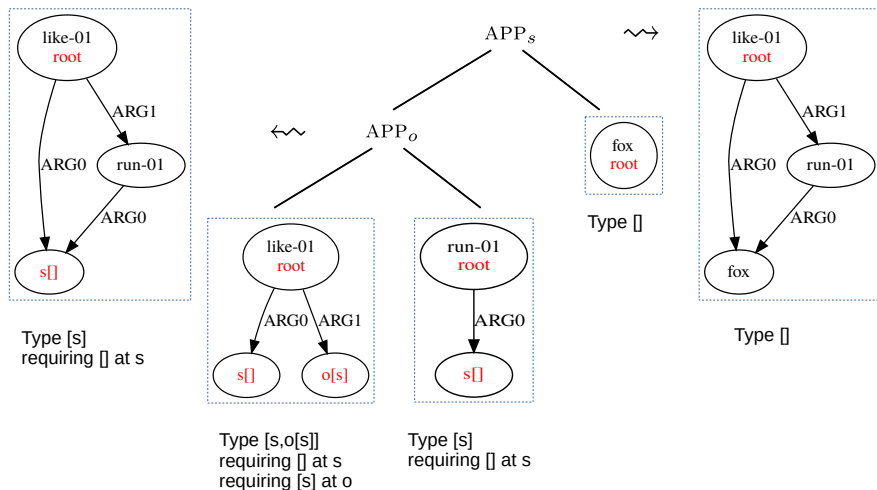 like-01
root
ARG1
ARG0
run-01
s[]
Type [s]
requiring [] at s
APPₛ
APPₒ
fox
root
Type []
like-01
root
ARG0
ARG1
s[]
o[s]
Type [s,o[s]]
requiring [] at s
requiring [s] at o
run-01
root
ARG0
s[]
Type [s]
requiring [] at s
like-01
root
ARG1
ARG0
run-01
ARG0
fox
Type []
ARG0